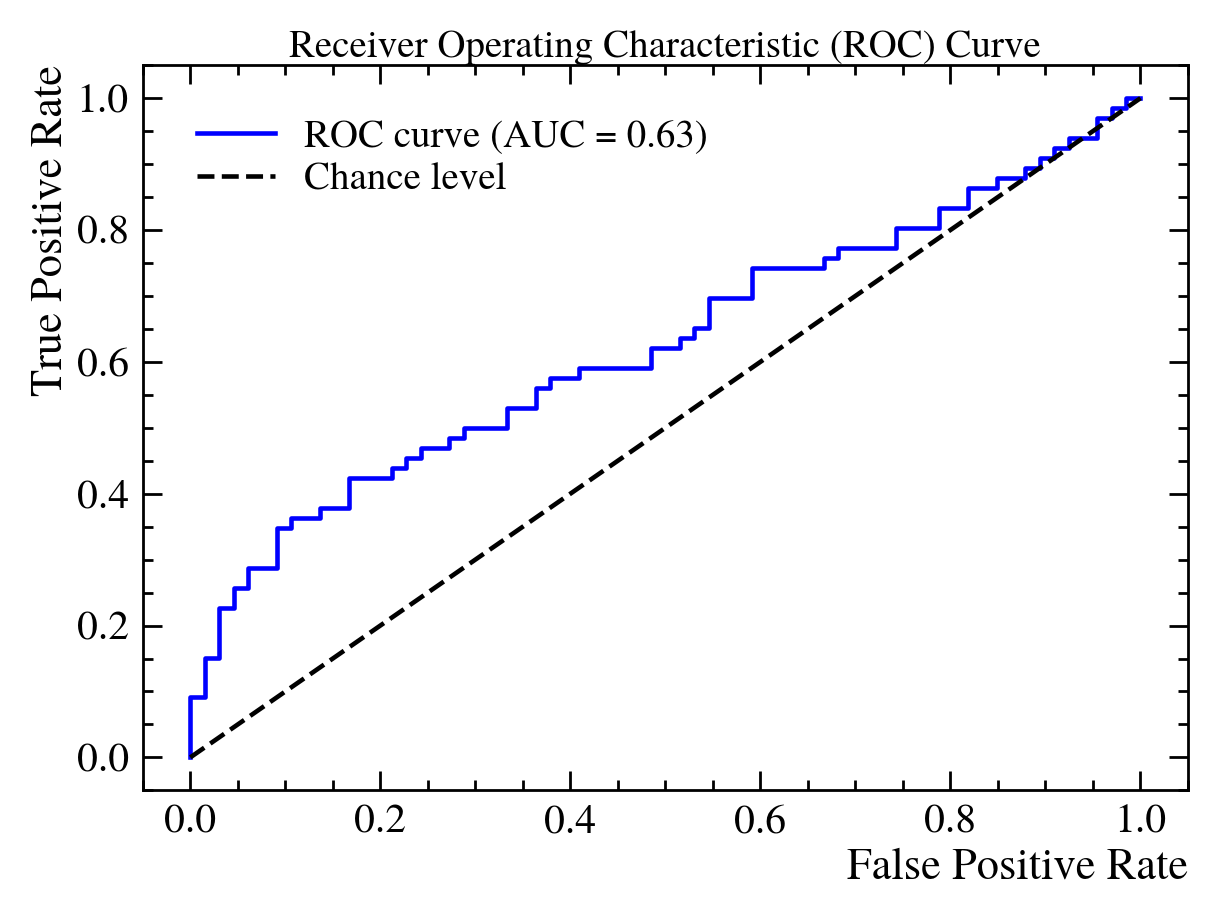 Receiver Operating Characteristic (ROC) Curve
True Positive Rate
1.0
0.8
0.6
0.4
0.2
0.0
ROC curve (AUC = 0.63)
Chance level
0.0 0.2 0.4 0.6 0.8 1.0
False Positive Rate